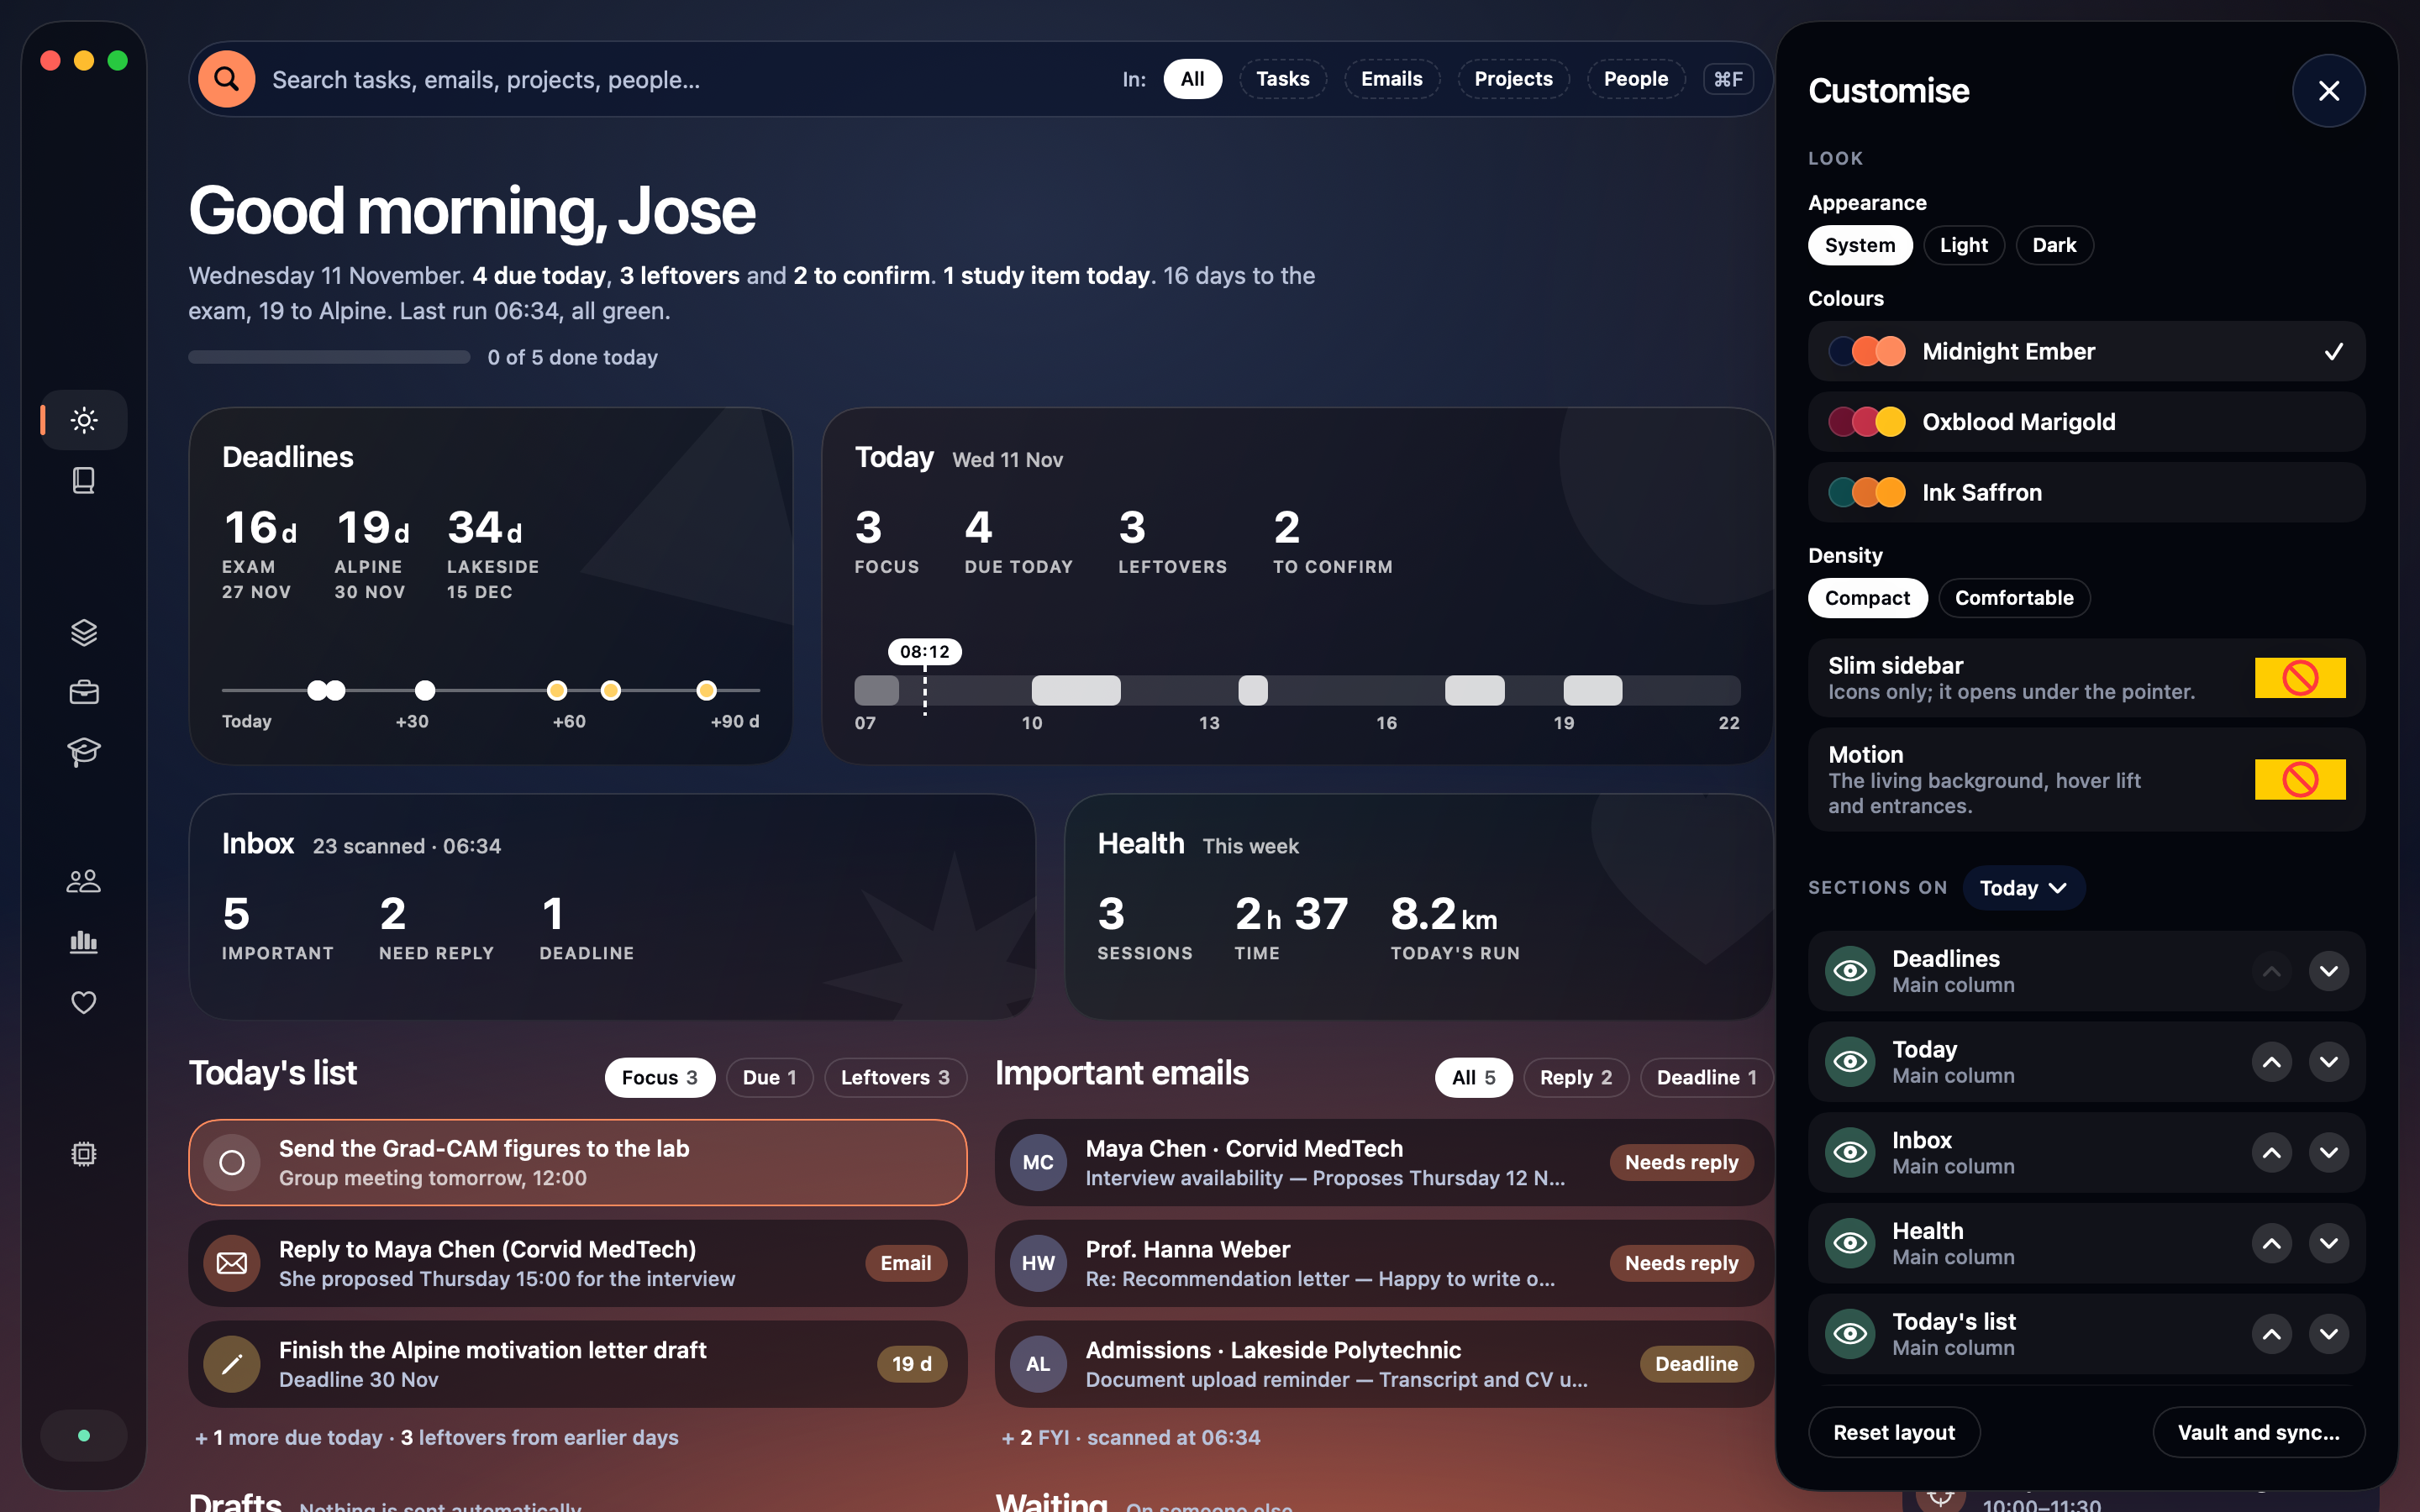 Search tasks, emails, projects, people...
In: All Tasks Emails Projects People ⌘F
Good morning, Jose
Wednesday 11 November. 4 due today, 3 leftovers and 2 to confirm. 1 study item today. 16 days to the
exam, 19 to Alpine. Last run 06:34, all green.
0 of 5 done today
Deadlines
16 d 19 d 34 d
EXAM ALPINE LAKESIDE
27 NOV 30 NOV 15 DEC
Today +30 +60 +90 d
Today Wed 11 Nov
3 4 3 2
FOCUS DUE TODAY LEFTOVERS TO CONFIRM
08:12
07 10 13 16 19 22
Inbox 23 scanned · 06:34
5 2 1
IMPORTANT NEED REPLY DEADLINE
Health This week
3 2 h 37 8.2 km
SESSIONS TIME TODAY'S RUN
Today's list Focus 3 Due 1 Leftovers 3
Send the Grad-CAM figures to the lab
Group meeting tomorrow, 12:00
Reply to Maya Chen (Corvid MedTech)
She proposed Thursday 15:00 for the interview
Email
Finish the Alpine motivation letter draft
Deadline 30 Nov
19 d
+ 1 more due today · 3 leftovers from earlier days
Drafts Nothing is sent automatically
Important emails All 5 Reply 2 Deadline 1
MC
Maya Chen · Corvid MedTech
Interview availability — Proposes Thursday 12 N...
Needs reply
HW
Prof. Hanna Weber
Re: Recommendation letter — Happy to write o...
Needs reply
AL
Admissions · Lakeside Polytechnic
Document upload reminder — Transcript and CV u...
Deadline
+ 2 FYI · scanned at 06:34
Waiting On someone else
Customise
LOOK
Appearance
System Light Dark
Colours
Midnight Ember
Oxblood Marigold
Ink Saffron
Density
Compact Comfortable
Slim sidebar
Icons only; it opens under the pointer.
Motion
The living background, hover lift
and entrances.
SECTIONS ON Today
Deadlines
Main column
Today
Main column
Inbox
Main column
Health
Main column
Today's list
Main column
Reset layout Vault and sync...
10:00–11:30